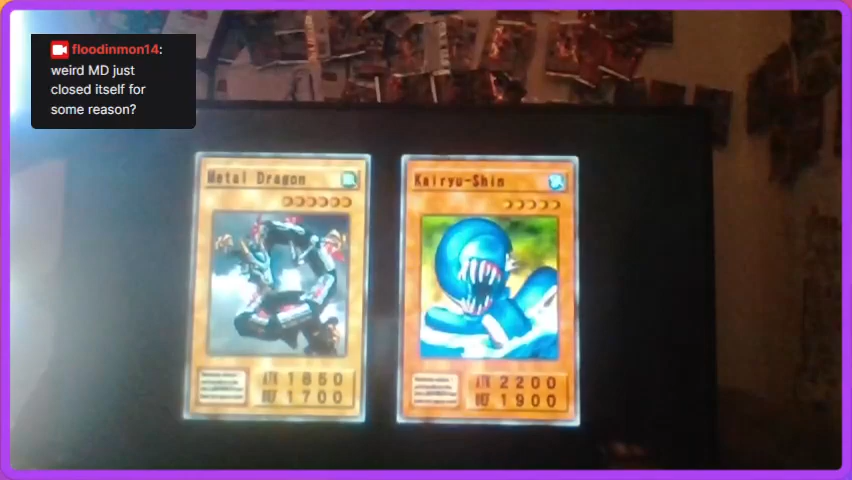 floodinmon14:
weird MD just
closed itself for
some reason?
Metal Dragon
Kairyu-Shin
ATK 1850
DEF 1700
ATK 2200
DEF 1900